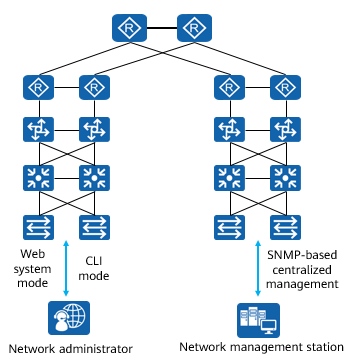 R
R
R
R
R
R
Web
system
mode
CLI
mode
SNMP-based
centralized
management
Network administrator
Network management station